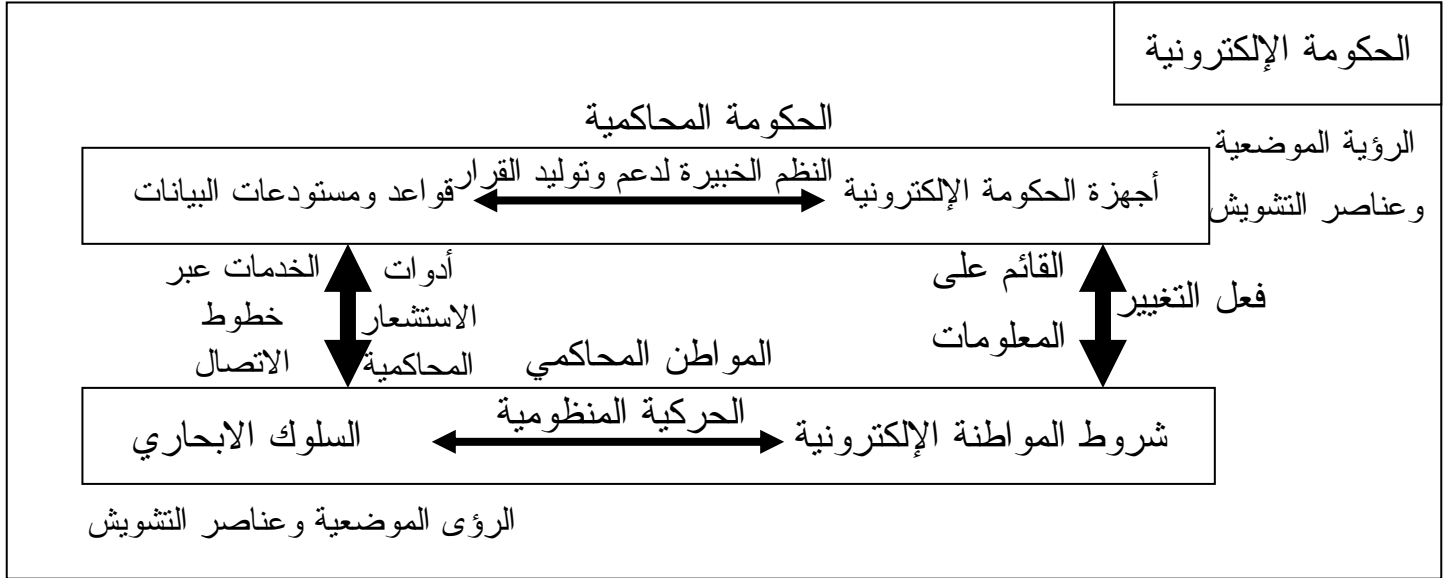 الحكومة الإلكترونية
الحكومة المحاكمية
الرؤية الموضعية
وعناصر التشويش
أجهزة الحكومة الإلكترونية
النظم الخبيرة لدعم وتوليد القرار
قواعد ومستودعات البيانات
فعل التغيير
القائم على
المعلومات
أدوات
الاستشعار
المحاكمية
الخدمات عبر
خطوط
الاتصال
المواطن المحاكمي
شروط المواطنة الإلكترونية
الحركية المنظومية
السلوك الابحاري
الرؤى الموضعية وعناصر التشويش